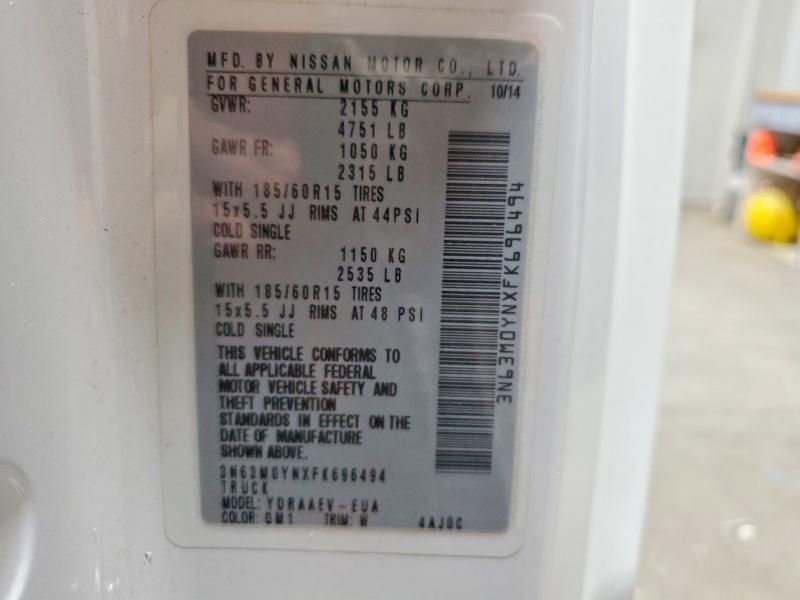 MFD. BY NISSAN MOTOR CO., LTD.
FOR GENERAL MOTORS CORP. 10/14
GVWR: 2155 KG
4751 LB
GAWR FR: 1050 KG
2315 LB
WITH 185/60R15 TIRES
15x5.5 JJ RIMS AT 44PSI
COLD SINGLE
GAWR RR: 1150 KG
2535 LB
WITH 185/60R15 TIRES
15x5.5 JJ RIMS AT 48 PSI
COLD SINGLE
THIS VEHICLE CONFORMS TO
ALL APPLICABLE FEDERAL
MOTOR VEHICLE SAFETY AND
THEFT PREVENTION
STANDARDS IN EFFECT ON THE
DATE OF MANUFACTURE
SHOWN ABOVE.
3N63M0YNXFK696494
TRUCK
MODEL: YDRAAEV-EUA
COLOR: QM1 TRIM: W 4AJ0C
3N63M0YNXFK696494